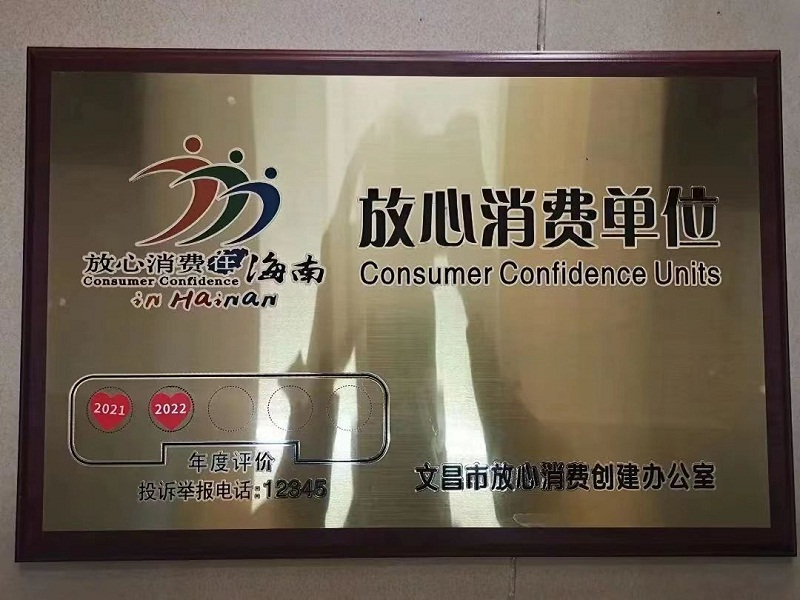 放心消费在海南
Consumer Confidence
in Hainan
放心消费单位
Consumer Confidence Units
2021 2022
年度评价
投诉举报电话:12345
文昌市放心消费创建办公室